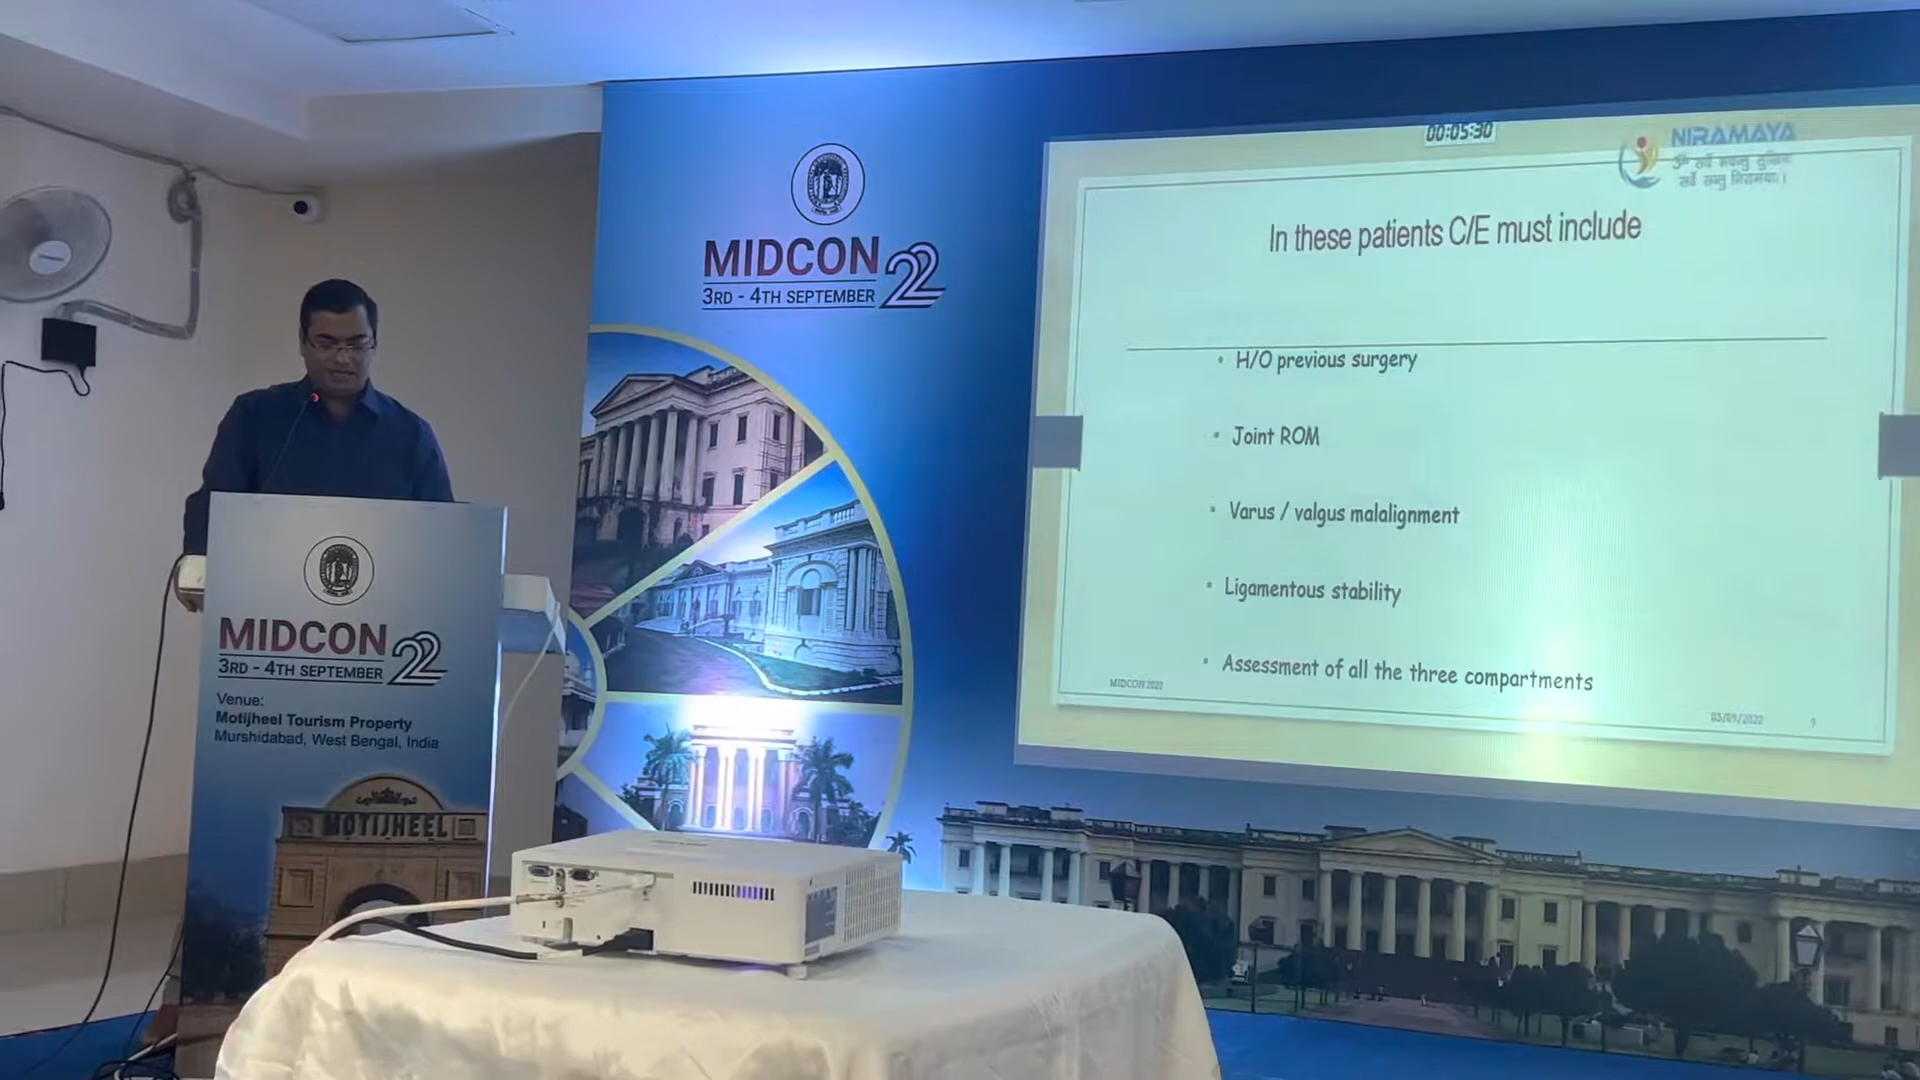 MIDCON 22
3RD - 4TH SEPTEMBER
MIDCON 22
3RD - 4TH SEPTEMBER
Venue:
Motijheel Tourism Property
Murshidabad, West Bengal, India
MOTIJHEEL
00:05:30
NIRAMAYA
In these patients C/E must include
• H/O previous surgery
• Joint ROM
• Varus / valgus malalignment
• Ligamentous stability
• Assessment of all the three compartments
MIDCON 2022
03/09/2022
9